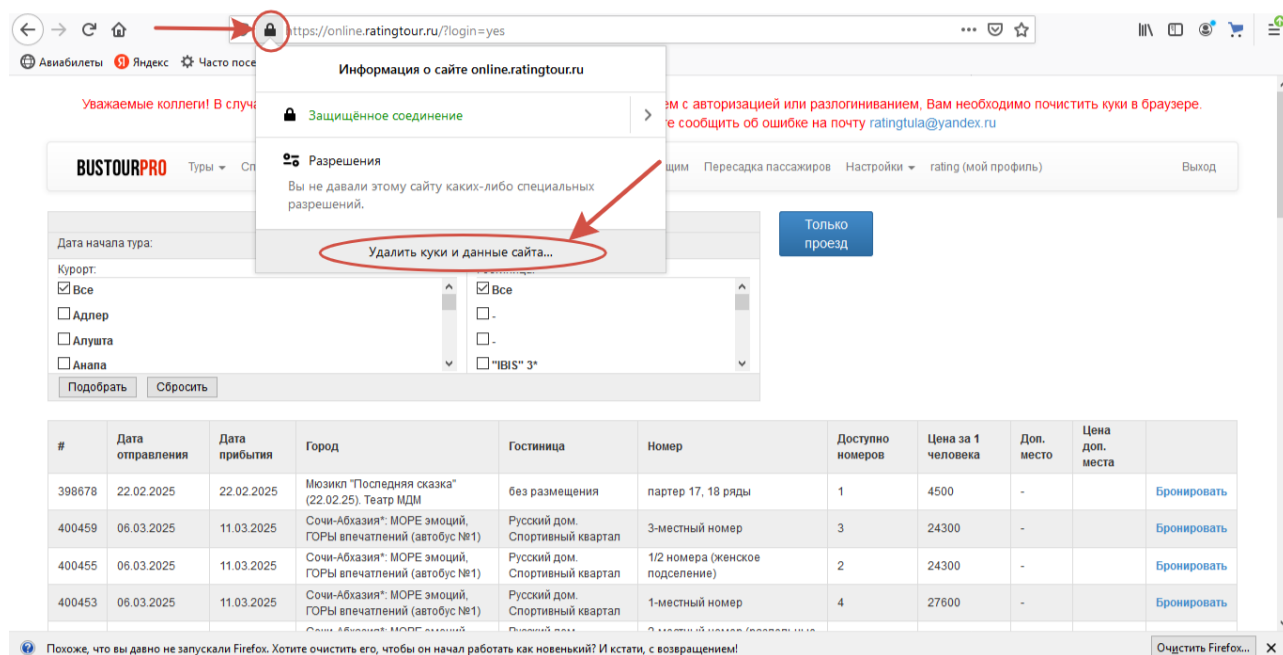 https://online.ratingtour.ru/?login=yes
Авиабилеты Яндекс Часто посе
Информация о сайте online.ratingtour.ru
Уважаемые коллеги! В случа
ем с авторизацией или разлогиниванием, Вам необходимо почистить куки в браузере.
Защищённое соединение
е сообщить об ошибке на почту ratingtula@yandex.ru
BUSTOURPRO Туры Сп
Разрешения
щим Пересадка пассажиров Настройки rating (мой профиль) Выход
Вы не давали этому сайту каких-либо специальных
разрешений.
Только
проезд
Дата начала тура:
Удалить куки и данные сайта...
Курорт:
Все Все
Адлер -
Алушта -
Анапа "IBIS" 3*
Подобрать Сбросить
# Дата отправления Дата прибытия Город Гостиница Номер Доступно номеров Цена за 1 человека Доп. место Цена доп. места
398678 22.02.2025 22.02.2025 Мюзикл "Последняя сказка" (22.02.25). Театр МДМ без размещения партер 17, 18 ряды 1 4500 - Бронировать
400459 06.03.2025 11.03.2025 Сочи-Абхазия*: МОРЕ эмоций, ГОРЫ впечатлений (автобус №1) Русский дом. Спортивный квартал 3-местный номер 3 24300 - Бронировать
400455 06.03.2025 11.03.2025 Сочи-Абхазия*: МОРЕ эмоций, ГОРЫ впечатлений (автобус №1) Русский дом. Спортивный квартал 1/2 номера (женское подселение) 2 24300 - Бронировать
400453 06.03.2025 11.03.2025 Сочи-Абхазия*: МОРЕ эмоций, ГОРЫ впечатлений (автобус №1) Русский дом. Спортивный квартал 1-местный номер 4 27600 - Бронировать
Похоже, что вы давно не запускали Firefox. Хотите очистить его, чтобы он начал работать как новенький? И кстати, с возвращением! Очистить Firefox...